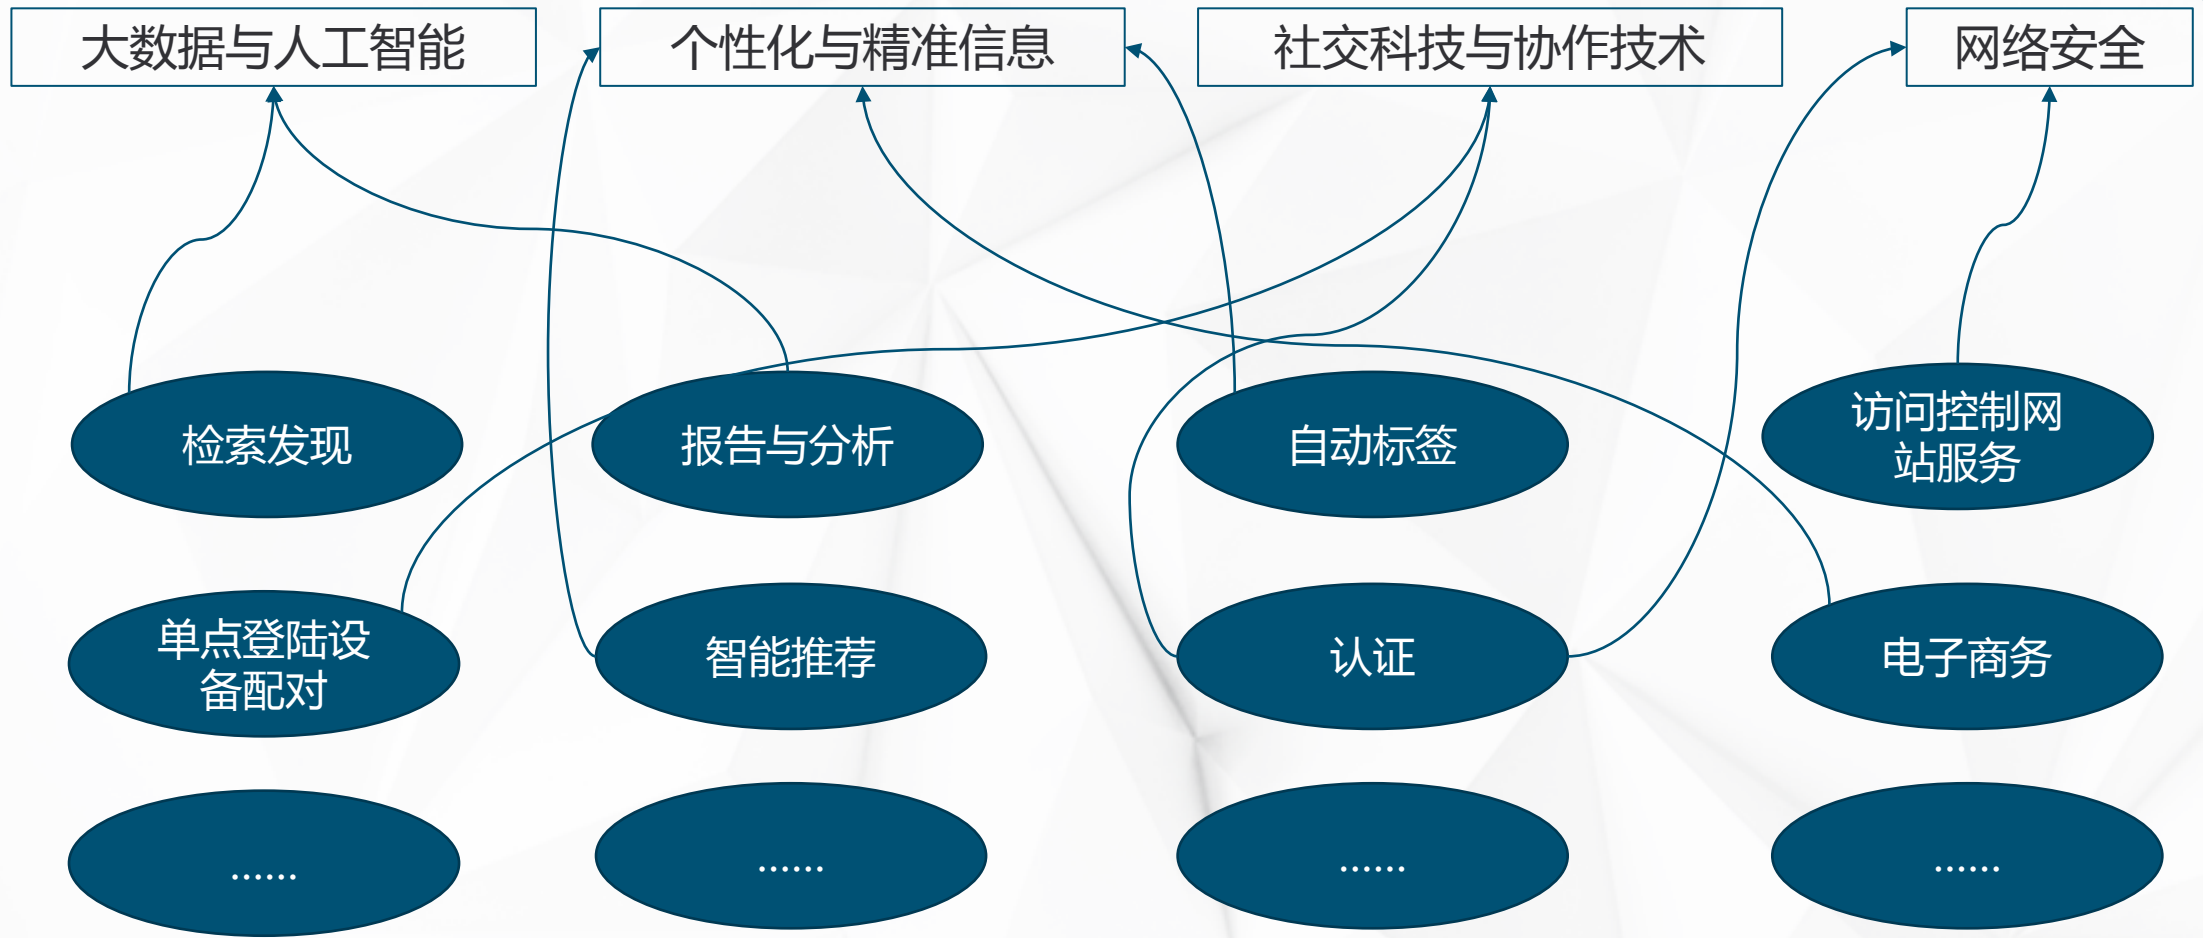 大数据与人工智能
个性化与精准信息
社交科技与协作技术
网络安全
检索发现
报告与分析
自动标签
访问控制网
站服务
单点登陆设
备配对
智能推荐
认证
电子商务
......
......
......
......